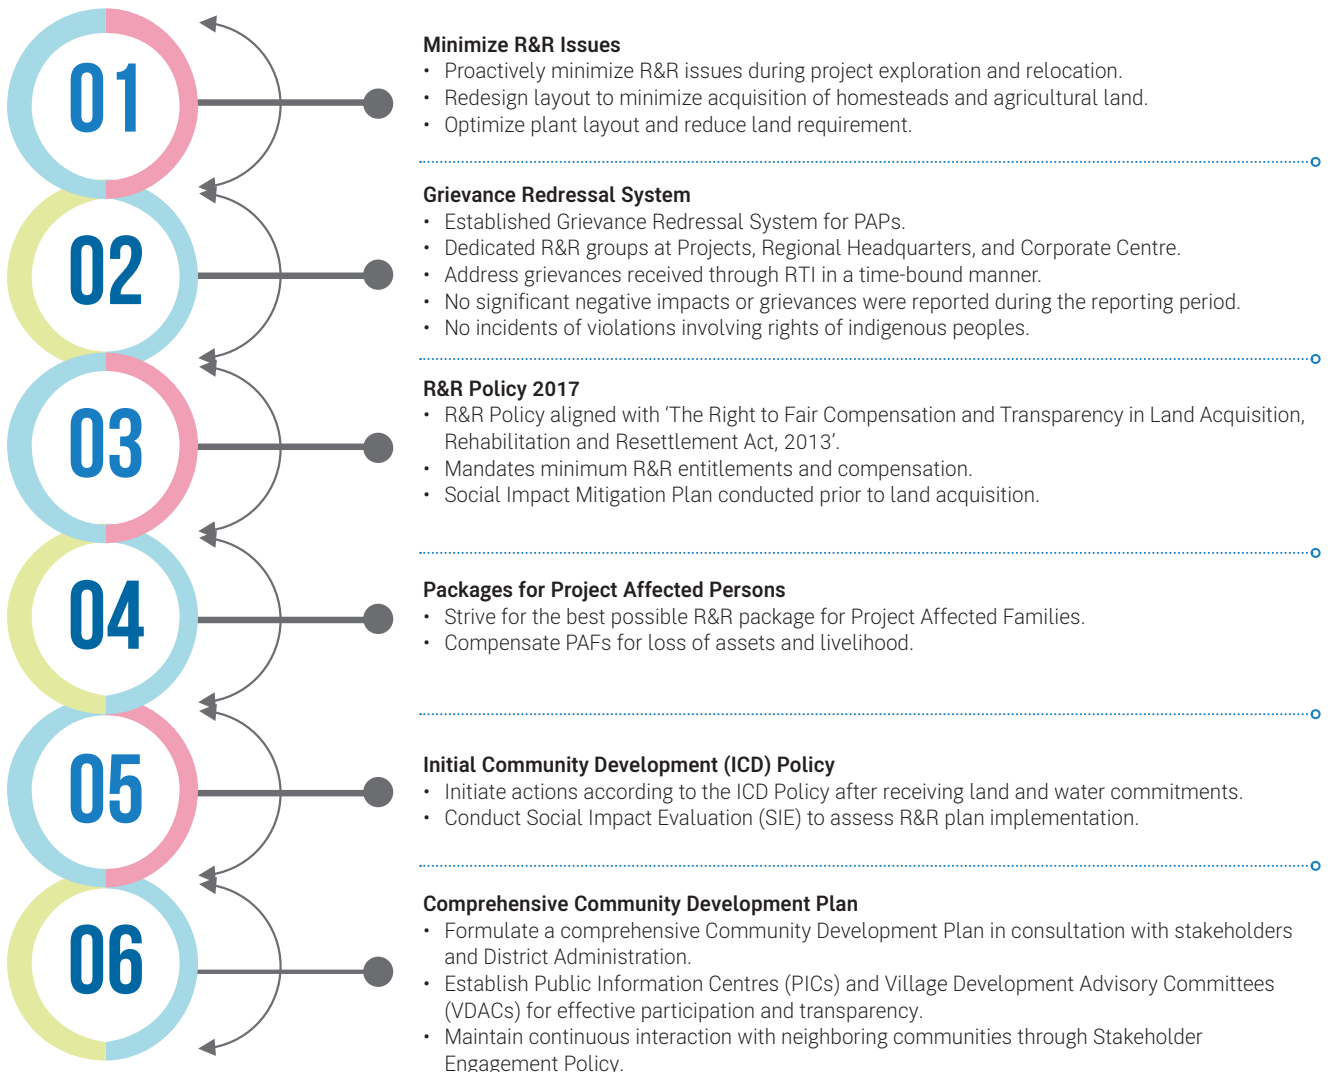 01
Minimize R&R Issues
• Proactively minimize R&R issues during project exploration and relocation.
• Redesign layout to minimize acquisition of homesteads and agricultural land.
• Optimize plant layout and reduce land requirement.
02
Grievance Redressal System
• Established Grievance Redressal System for PAPs.
• Dedicated R&R groups at Projects, Regional Headquarters, and Corporate Centre.
• Address grievances received through RTI in a time-bound manner.
• No significant negative impacts or grievances were reported during the reporting period.
• No incidents of violations involving rights of indigenous peoples.
03
R&R Policy 2017
• R&R Policy aligned with ‘The Right to Fair Compensation and Transparency in Land Acquisition,
Rehabilitation and Resettlement Act, 2013’.
• Mandates minimum R&R entitlements and compensation.
• Social Impact Mitigation Plan conducted prior to land acquisition.
04
Packages for Project Affected Persons
• Strive for the best possible R&R package for Project Affected Families.
• Compensate PAFs for loss of assets and livelihood.
05
Initial Community Development (ICD) Policy
• Initiate actions according to the ICD Policy after receiving land and water commitments.
• Conduct Social Impact Evaluation (SIE) to assess R&R plan implementation.
06
Comprehensive Community Development Plan
• Formulate a comprehensive Community Development Plan in consultation with stakeholders
and District Administration.
• Establish Public Information Centres (PICs) and Village Development Advisory Committees
(VDACs) for effective participation and transparency.
• Maintain continuous interaction with neighboring communities through Stakeholder
Engagement Policy.